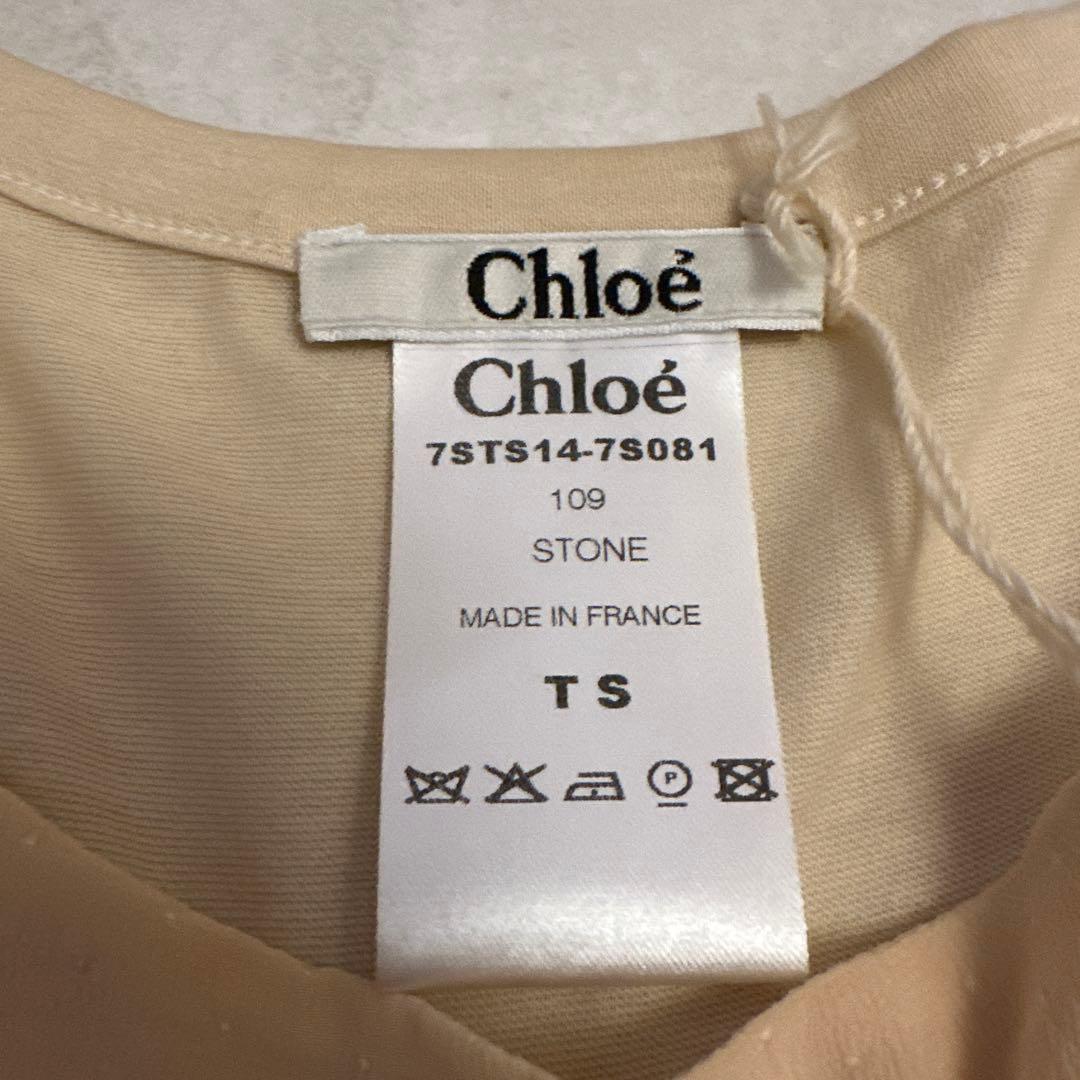 Chloé
Chloé
7STS14-7S081
109
STONE
MADE IN FRANCE
T S
P